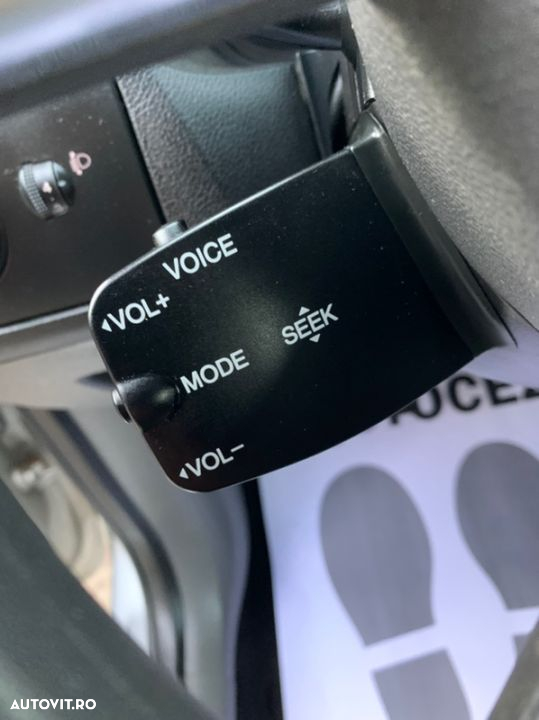 VOICE
VOL+
SEEK
MODE
VOL-
AUTOVIT.RO